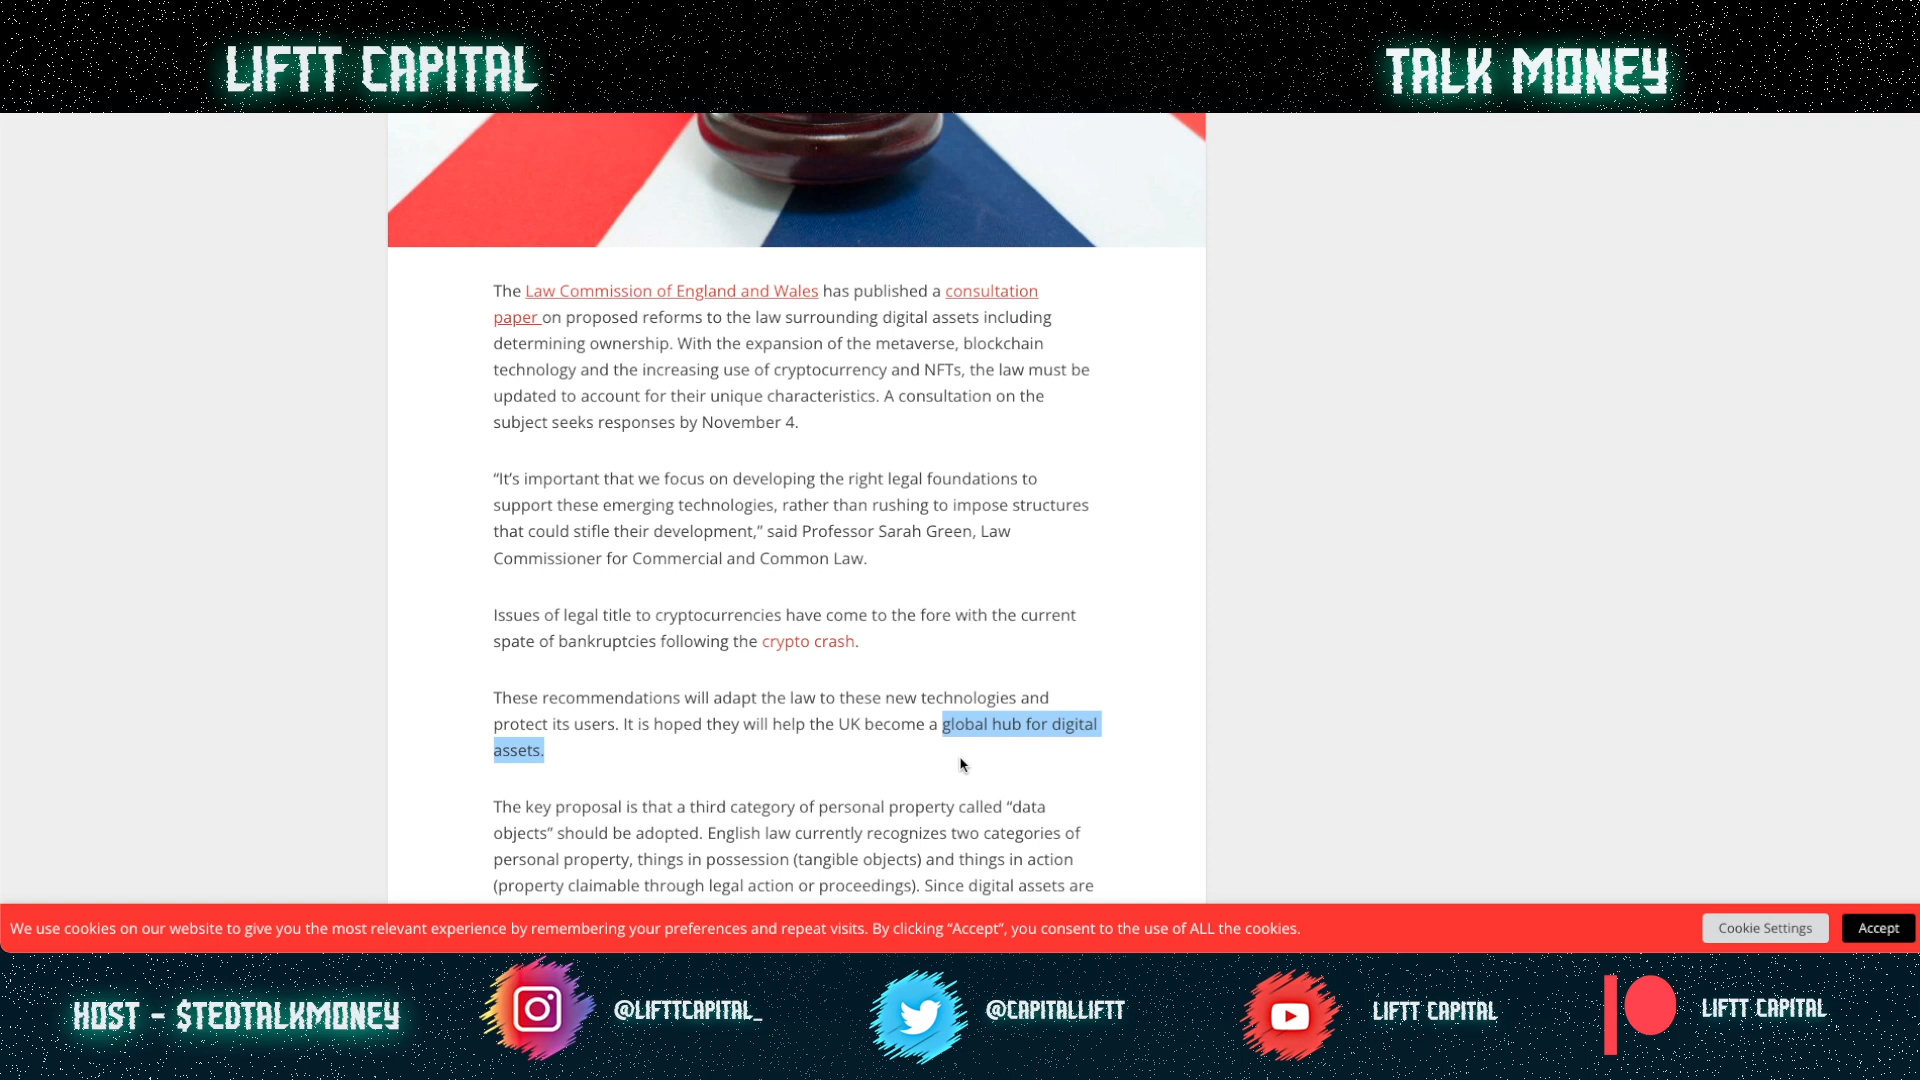 LIFTT CAPITAL
TALK MONEY
The Law Commission of England and Wales has published a consultation
paper on proposed reforms to the law surrounding digital assets including
determining ownership. With the expansion of the metaverse, blockchain
technology and the increasing use of cryptocurrency and NFTs, the law must be
updated to account for their unique characteristics. A consultation on the
subject seeks responses by November 4.
“It’s important that we focus on developing the right legal foundations to
support these emerging technologies, rather than rushing to impose structures
that could stifle their development,” said Professor Sarah Green, Law
Commissioner for Commercial and Common Law.
Issues of legal title to cryptocurrencies have come to the fore with the current
spate of bankruptcies following the crypto crash.
These recommendations will adapt the law to these new technologies and
protect its users. It is hoped they will help the UK become a global hub for digital
assets.
The key proposal is that a third category of personal property called “data
objects” should be adopted. English law currently recognizes two categories of
personal property, things in possession (tangible objects) and things in action
(property claimable through legal action or proceedings). Since digital assets are
We use cookies on our website to give you the most relevant experience by remembering your preferences and repeat visits. By clicking “Accept”, you consent to the use of ALL the cookies.
Cookie Settings
Accept
HOST - $TEDTALKMONEY
@LIFTTCAPITAL_
@CAPITALLIFTT
LIFTT CAPITAL
LIFTT CAPITAL